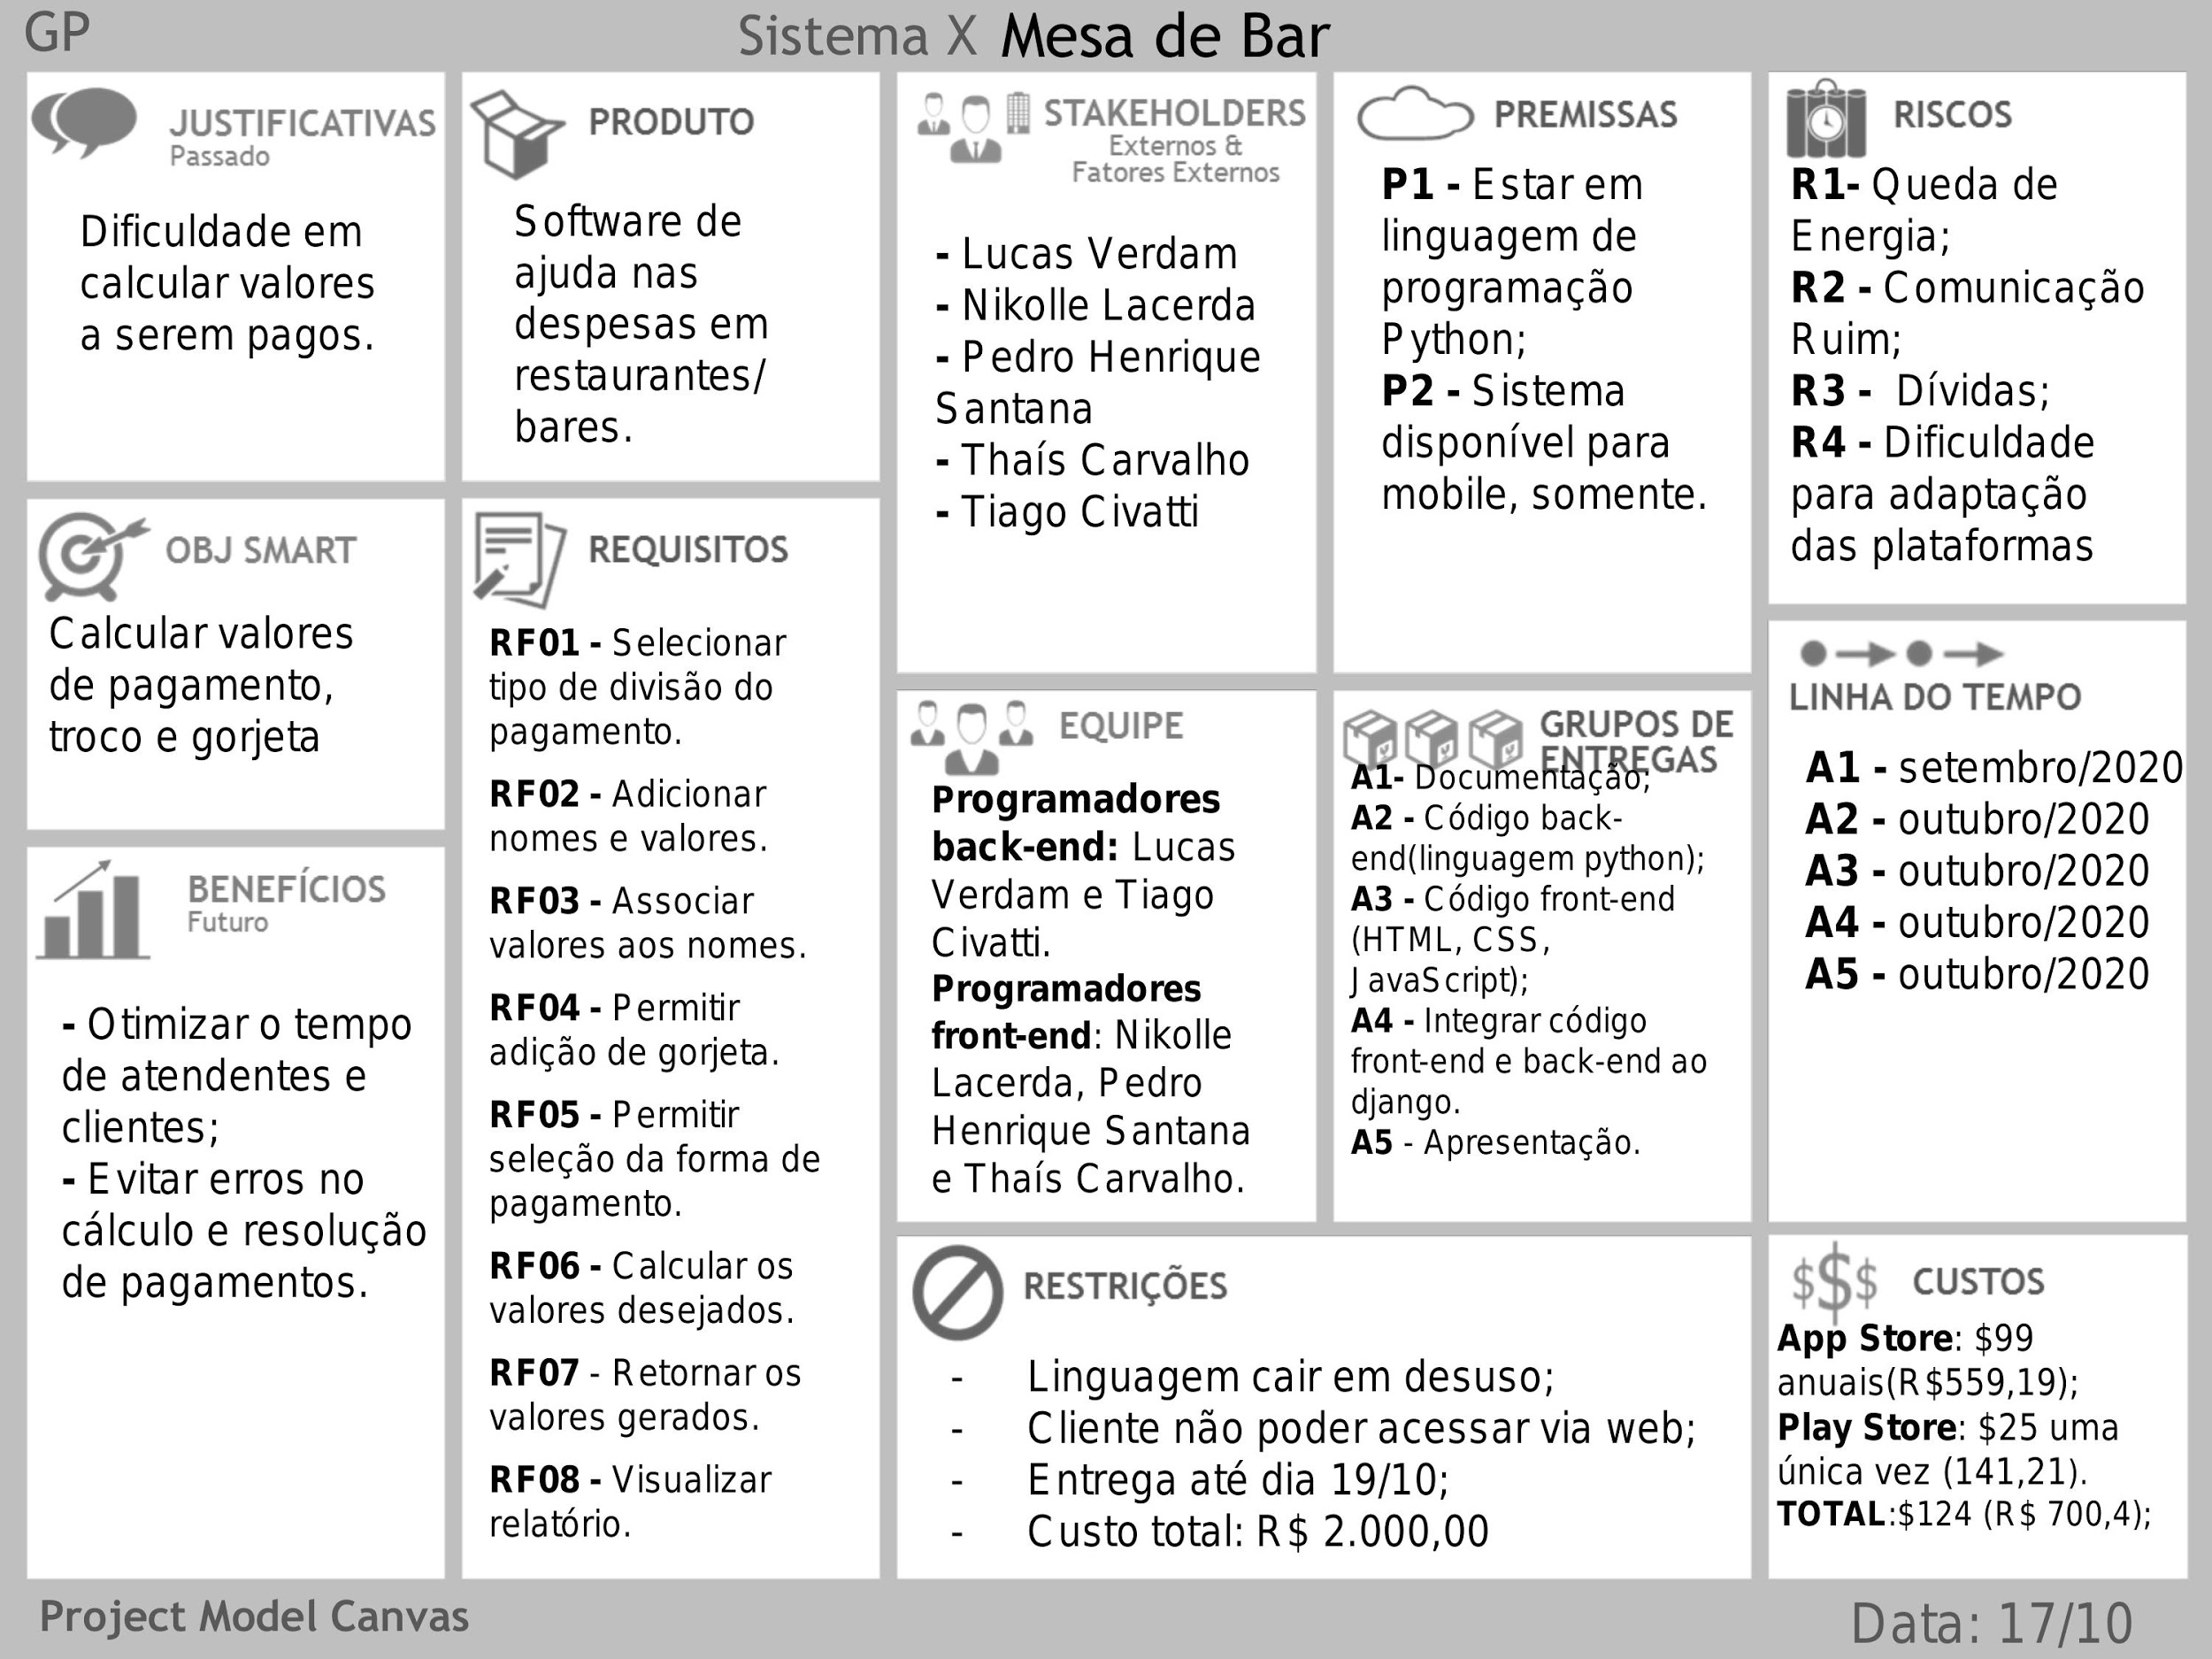 GP
Sistema X Mesa de Bar
JUSTIFICATIVAS
Passado
Dificuldade em
calcular valores
a serem pagos.
PRODUTO
Software de
ajuda nas
despesas em
restaurantes/
bares.
STAKEHOLDERS
Externos &
Fatores Externos
- Lucas Verdam
- Nikolle Lacerda
- Pedro Henrique
Santana
- Thaís Carvalho
- Tiago Civatti
PREMISSAS
P1 - Estar em
linguagem de
programação
Python;
P2 - Sistema
disponível para
mobile, somente.
RISCOS
R1- Queda de
Energia;
R2 - Comunicação
Ruim;
R3 - Dívidas;
R4 - Dificuldade
para adaptação
das plataformas
OBJ SMART
Calcular valores
de pagamento,
troco e gorjeta
REQUISITOS
RF01 - Selecionar
tipo de divisão do
pagamento.
RF02 - Adicionar
nomes e valores.
RF03 - Associar
valores aos nomes.
RF04 - Permitir
adição de gorjeta.
RF05 - Permitir
seleção da forma de
pagamento.
RF06 - Calcular os
valores desejados.
RF07 - Retornar os
valores gerados.
RF08 - Visualizar
relatório.
EQUIPE
Programadores
back-end: Lucas
Verdam e Tiago
Civatti.
Programadores
front-end: Nikolle
Lacerda, Pedro
Henrique Santana
e Thaís Carvalho.
GRUPOS DE
ENTREGAS
A1- Documentação;
A2 - Código back-
end(linguagem python);
A3 - Código front-end
(HTML, CSS,
JavaScript);
A4 - Integrar código
front-end e back-end ao
django.
A5 - Apresentação.
LINHA DO TEMPO
A1 - setembro/2020
A2 - outubro/2020
A3 - outubro/2020
A4 - outubro/2020
A5 - outubro/2020
BENEFÍCIOS
Futuro
- Otimizar o tempo
de atendentes e
clientes;
- Evitar erros no
cálculo e resolução
de pagamentos.
RESTRIÇÕES
- Linguagem cair em desuso;
- Cliente não poder acessar via web;
- Entrega até dia 19/10;
- Custo total: R$ 2.000,00
$$$ CUSTOS
App Store: $99
anuais(R$559,19);
Play Store: $25 uma
única vez (141,21).
TOTAL:$124 (R$ 700,4);
Project Model Canvas
Data: 17/10